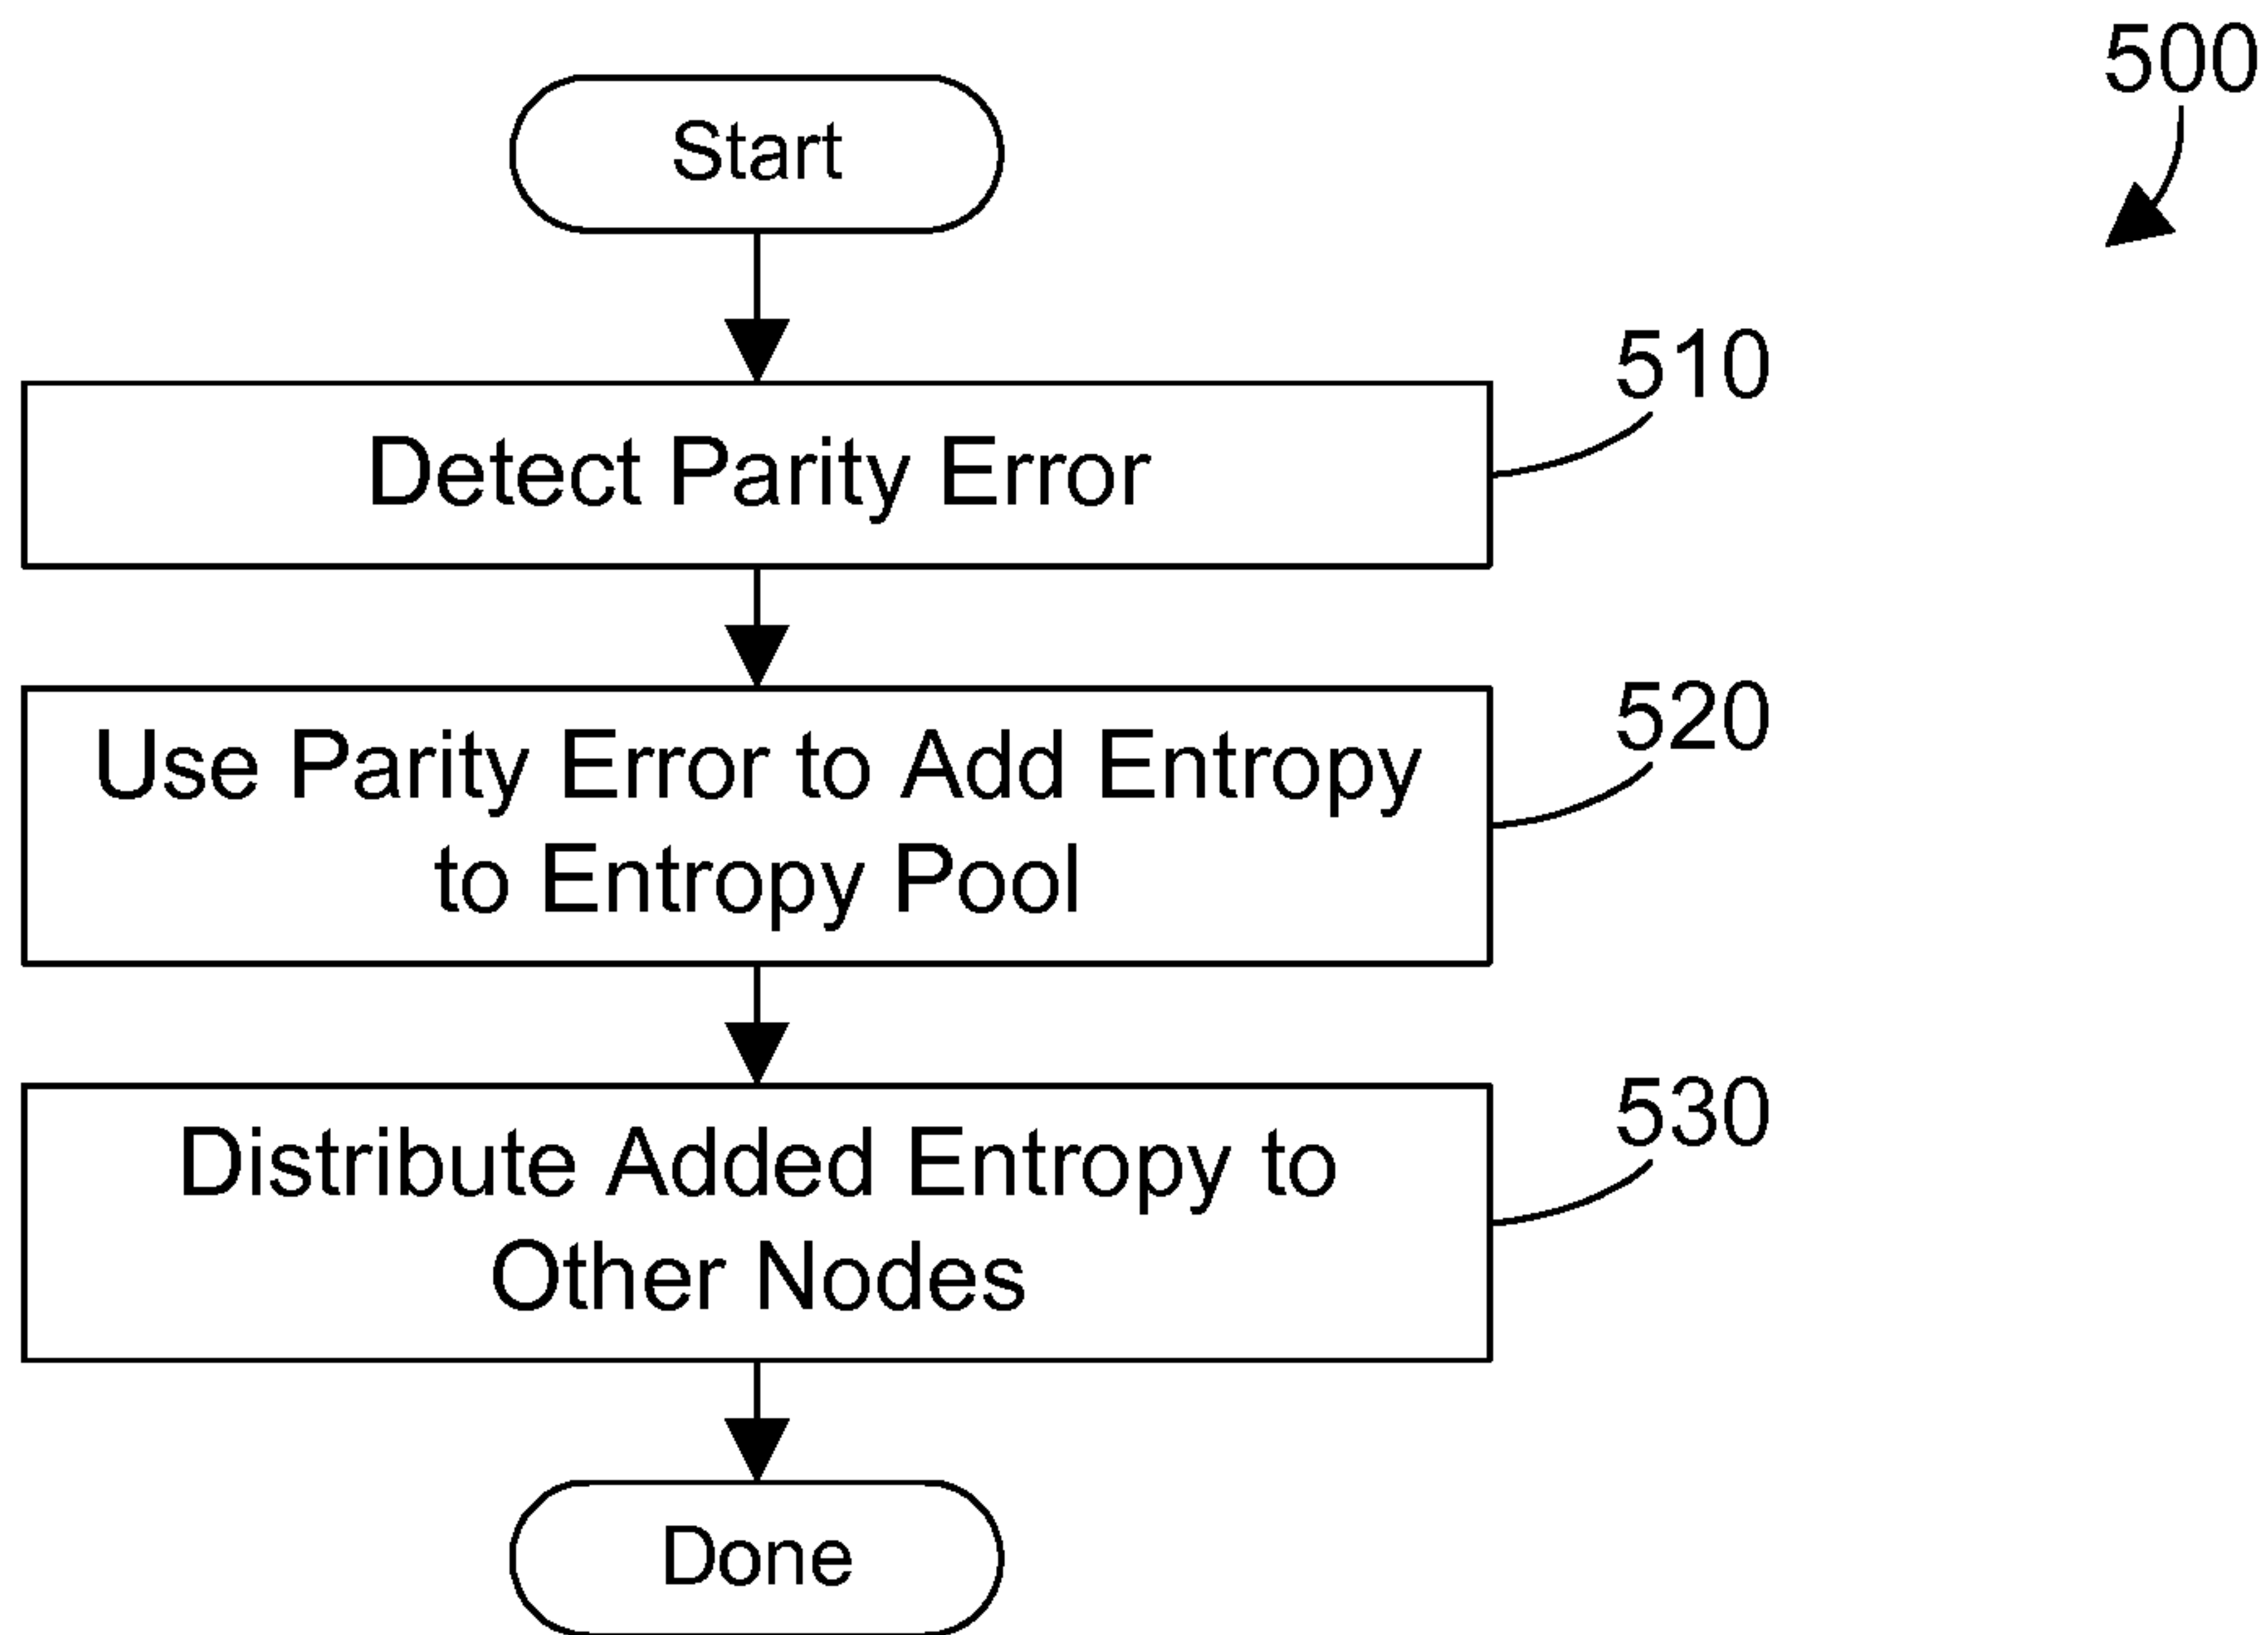 500
Start
510
Detect Parity Error
520
Use Parity Error to Add Entropy
to Entropy Pool
530
Distribute Added Entropy to
Other Nodes
Done